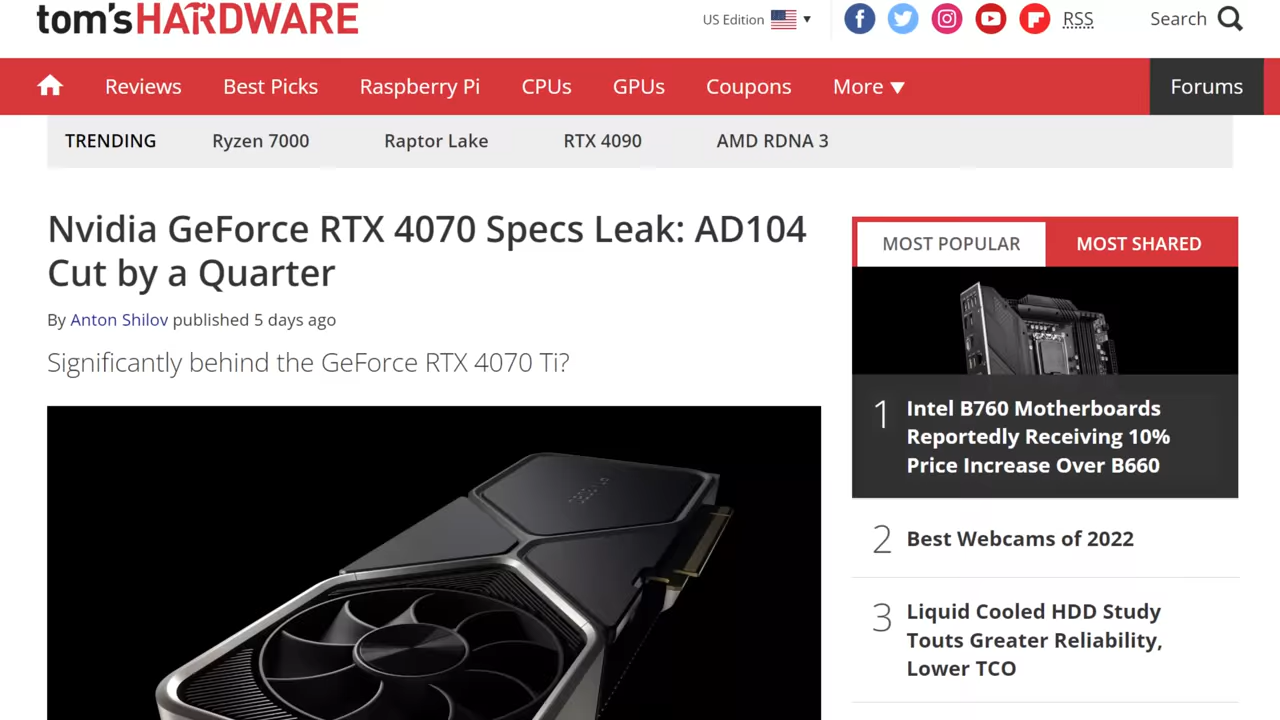 tom'sHARDWARE
US Edition
RSS
Search
Reviews
Best Picks
Raspberry Pi
CPUs
GPUs
Coupons
More
Forums
TRENDING
Ryzen 7000
Raptor Lake
RTX 4090
AMD RDNA 3
Nvidia GeForce RTX 4070 Specs Leak: AD104
Cut by a Quarter
By Anton Shilov published 5 days ago
Significantly behind the GeForce RTX 4070 Ti?
MOST POPULAR
MOST SHARED
1
Intel B760 Motherboards
Reportedly Receiving 10%
Price Increase Over B660
2
Best Webcams of 2022
3
Liquid Cooled HDD Study
Touts Greater Reliability,
Lower TCO